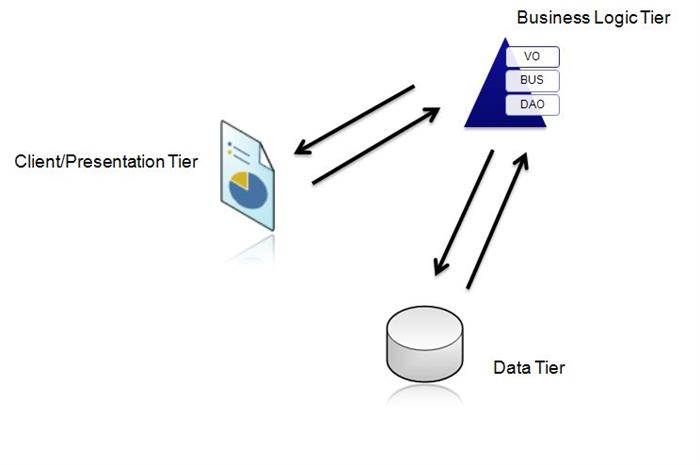 Business Logic Tier
VO
BUS
DAO
Client/Presentation Tier
Data Tier